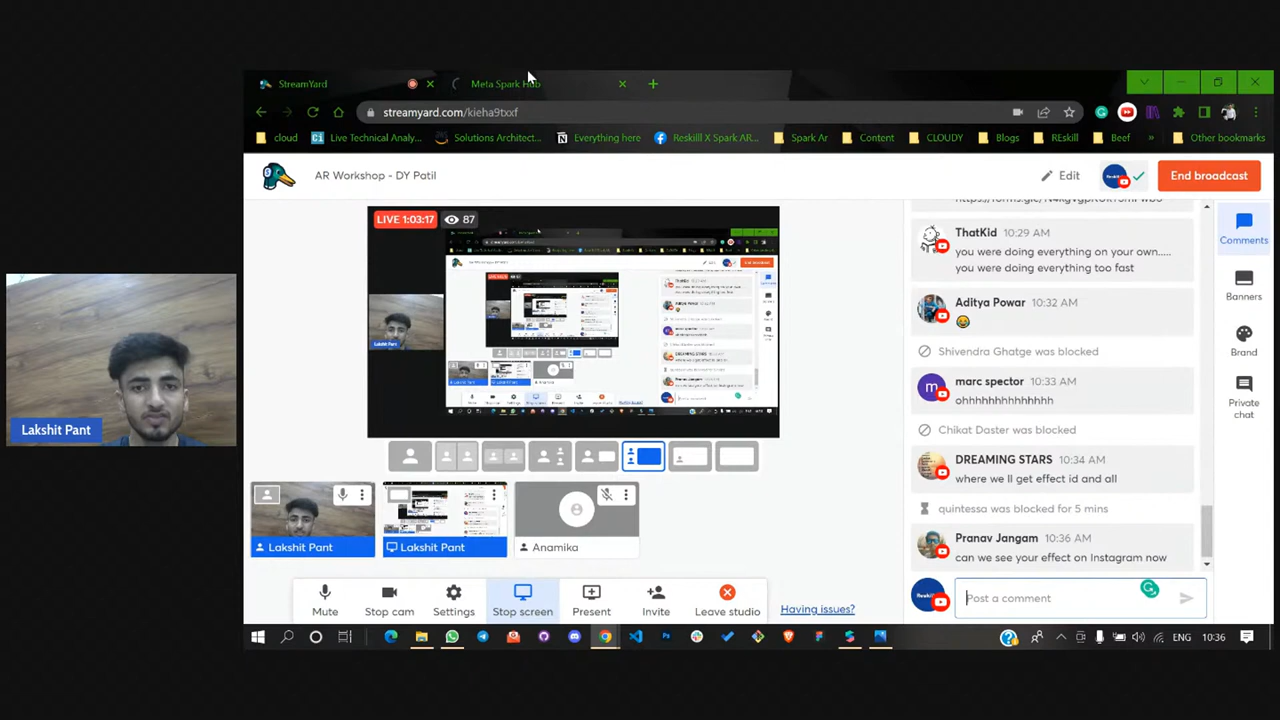 StreamYard
Meta Spark Hub
streamyard.com/kieha9txxf
cloud
Live Technical Analy...
Solutions Architect...
Everything here
Reskilll X Spark AR...
Spark Ar
Content
CLOUDY
Blogs
REskill
Beef
»
Other bookmarks
AR Workshop - DY Patil
Edit
End broadcast
LIVE 1:03:17
87
ThatKid 10:29 AM
you were doing everything on your own.....
you were doing everything too fast
Aditya Powar 10:32 AM
Shivendra Ghatge was blocked
marc spector 10:33 AM
ohhhhhhhhhhhhhh
Chikat Daster was blocked
DREAMING STARS 10:34 AM
where we ll get effect id and all
quintessa was blocked for 5 mins
Pranav Jangam 10:36 AM
can we see your effect on Instagram now
Post a comment
Comments
Banners
Brand
Private
chat
Lakshit Pant
Lakshit Pant
Lakshit Pant
Anamika
Mute
Stop cam
Settings
Stop screen
Present
Invite
Leave studio
Having issues?
ENG
10:36